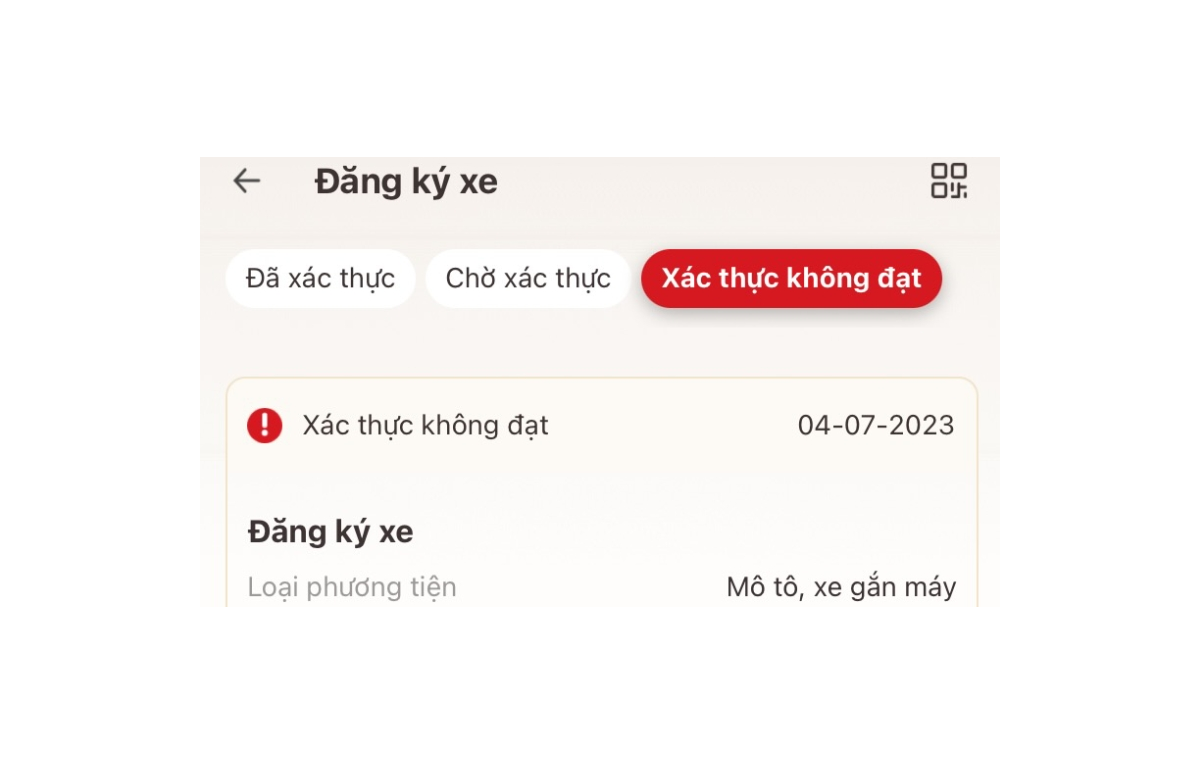 Đăng ký xe
Đã xác thực Chờ xác thực Xác thực không đạt
Xác thực không đạt 04-07-2023
Đăng ký xe
Loại phương tiện Mô tô, xe gắn máy